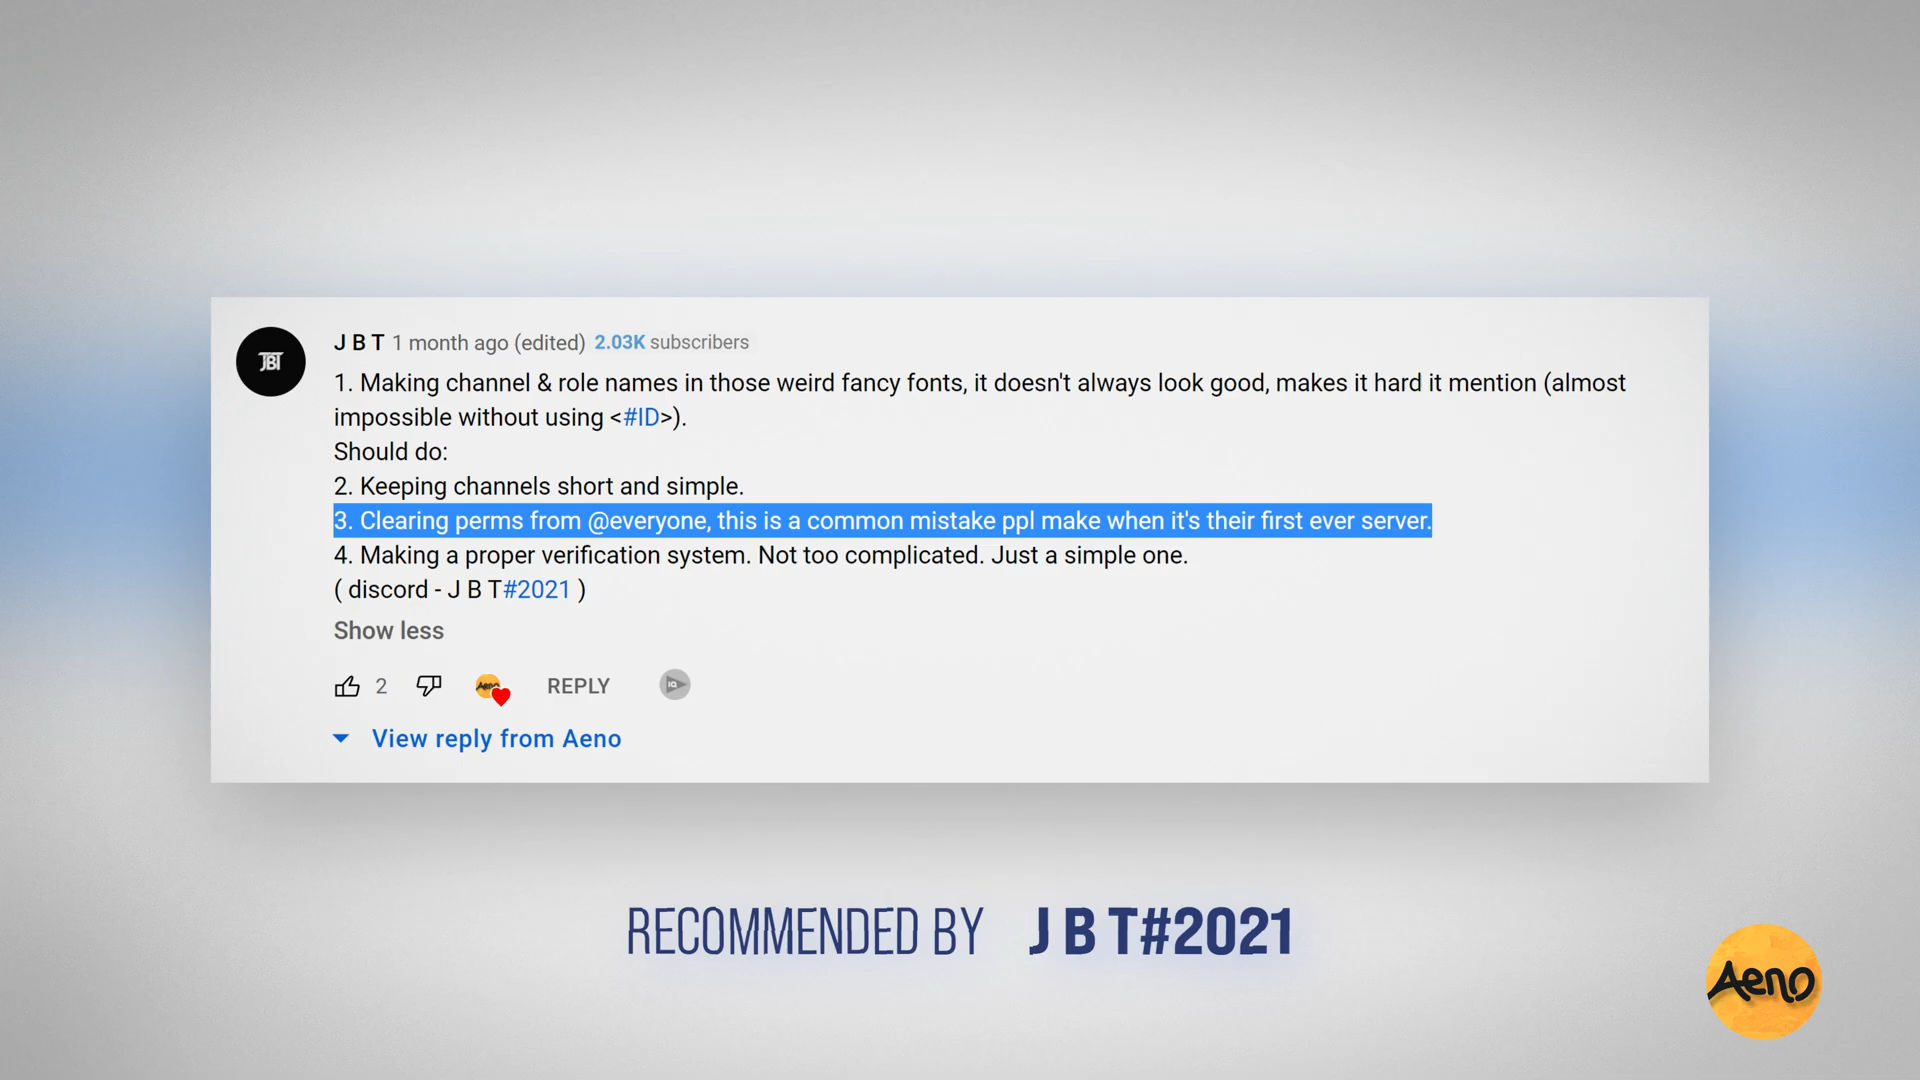 JBT
J B T 1 month ago (edited) 2.03K subscribers
1. Making channel & role names in those weird fancy fonts, it doesn't always look good, makes it hard it mention (almost
impossible without using <#ID>).
Should do:
2. Keeping channels short and simple.
3. Clearing perms from @everyone, this is a common mistake ppl make when it's their first ever server.
4. Making a proper verification system. Not too complicated. Just a simple one.
( discord - J B T#2021 )
Show less
2 Aeno REPLY IQ
View reply from Aeno
RECOMMENDED BY J B T#2021
Aeno